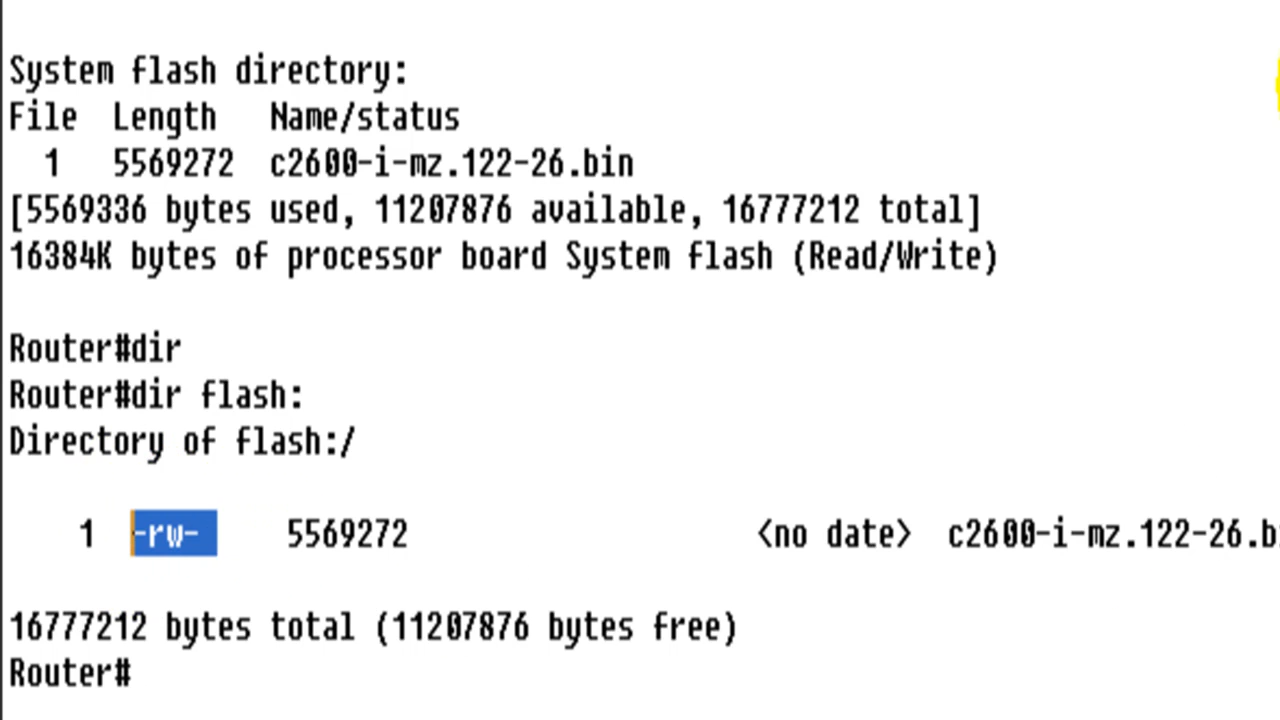 System flash directory:
File  Length   Name/status
  1   5569272  c2600-i-mz.122-26.bin
[5569336 bytes used, 11207876 available, 16777212 total]
16384K bytes of processor board System flash (Read/Write)
Router#dir
Router#dir flash:
Directory of flash:/
    1  -rw-     5569272                    <no date>  c2600-i-mz.122-26.b
16777212 bytes total (11207876 bytes free)
Router#